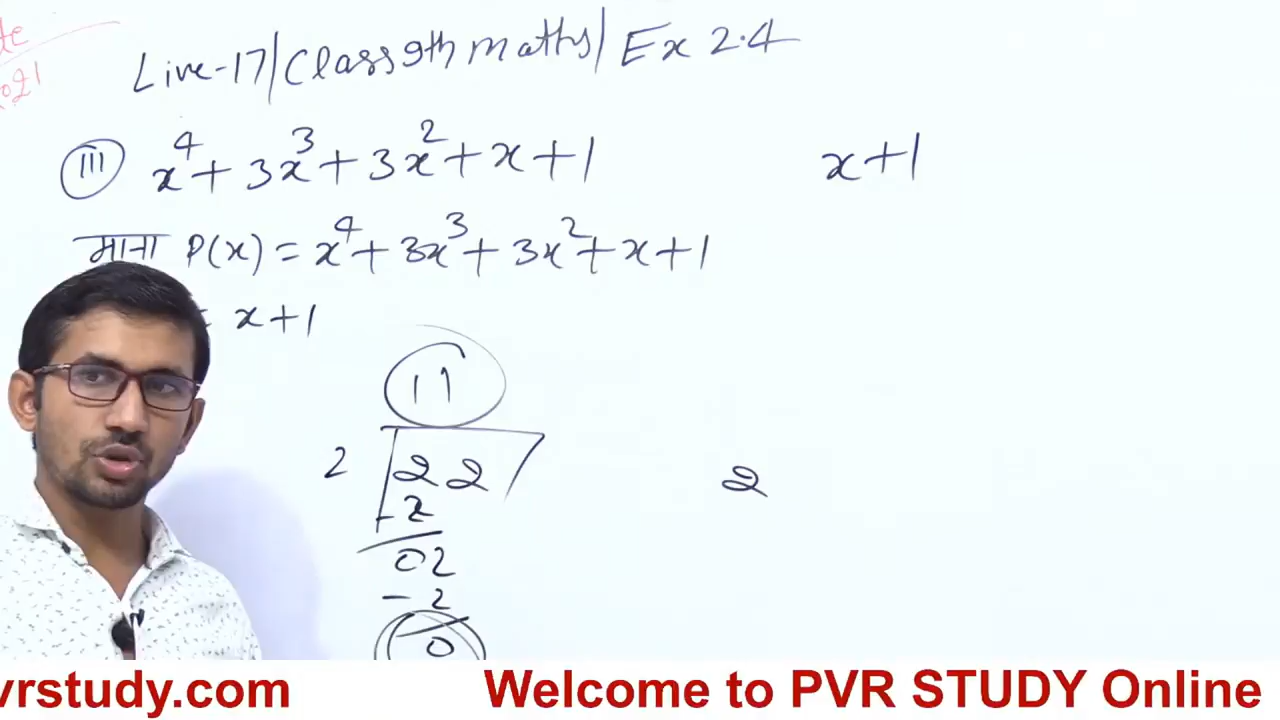 Live-17/Class 9th maths/Ex 2.4
(III) x⁴+3x³+3x²+x+1 x+1
माना P(x) = x⁴+3x³+3x²+x+1
= x+1
11
2 22 2
- 2
02
- 2
0
vrstudy.com Welcome to PVR STUDY Online